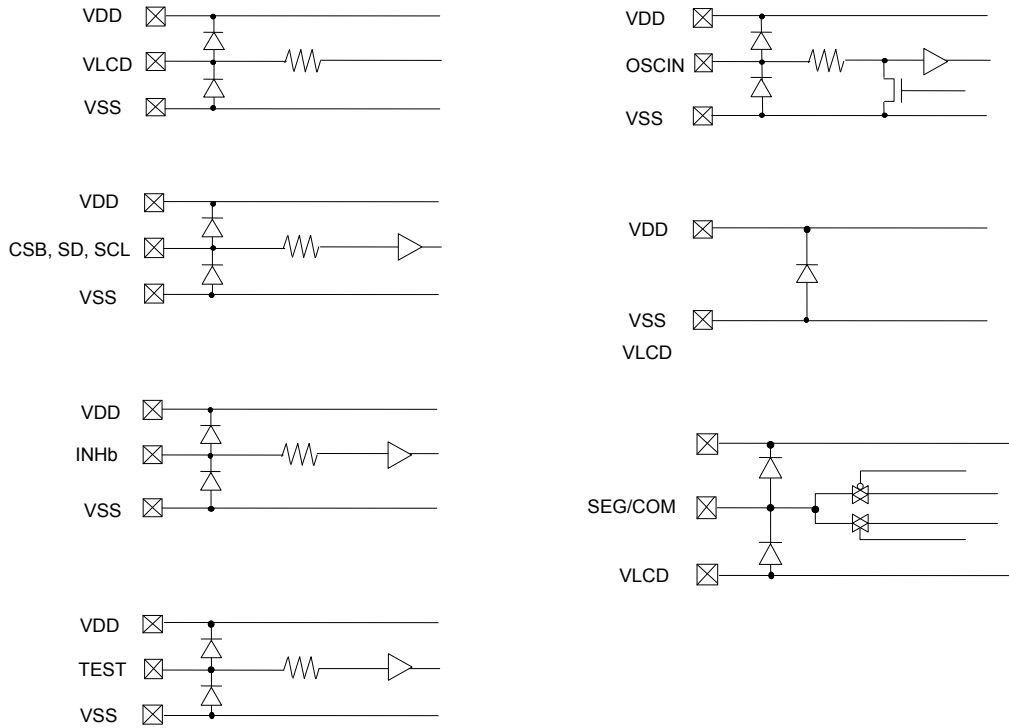 VDD
VLCD
VSS
VDD
CSB, SD, SCL
VSS
VDD
INHb
VSS
VDD
TEST
VSS
VDD
OSCIN
VSS
VDD
VSS
VLCD
SEG/COM
VLCD